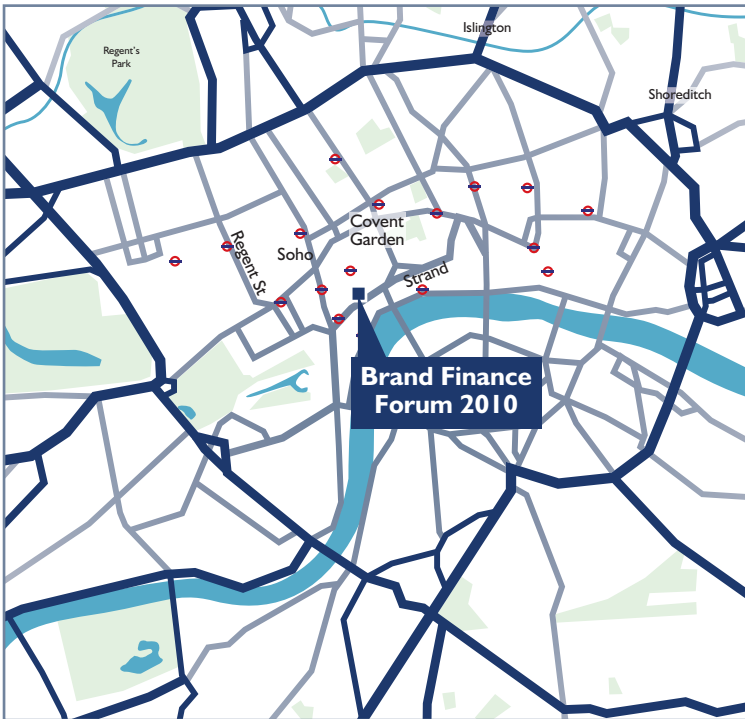 Islington
Regent's
Park
Shoreditch
Covent
Garden
Regent St
Soho
Strand
Brand Finance
Forum 2010